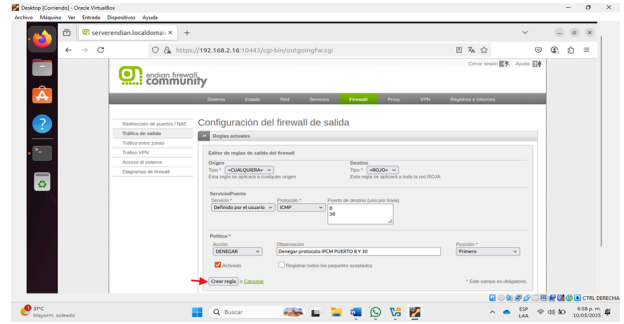 Desktop [Corriendo] - Oracle VirtualBox
Archivo Máquina Ver Entrada Dispositivos Ayuda
serverendian.localdomain ×
https://192.168.2.16:10443/cgi-bin/outgoingfw.cgi
Cerrar sesión Ayuda
endian firewall
community
Sistema Estado Red Servicios Firewall Proxy VPN Registros e informes
Redirección de puertos / NAT
Tráfico de salida
Tráfico entre zonas
Tráfico VPN
Acceso al sistema
Diagramas de firewall
Configuración del firewall de salida
Reglas actuales
Editor de reglas de salida del firewall
Origen
Tipo * <CUALQUIERA>
Esta regla se aplicará a cualquier origen
Destino
Tipo * <ROJO>
Esta regla se aplicará a toda la red ROJA
Servicio/Puerto
Servicio * Protocolo * Puerto de destino (uno por línea)
Definido por el usuario ICMP 8
30
Política *
Acción Observación Posición *
DENEGAR Denegar protocolo IPCM PUERTO 8 Y 30 Primero
Activado Registrar todos los paquetes aceptados
Crear regla o Cancelar * Este campo es obligatorio.
CTRL DERECHA
31°C
Mayorm. soleado
Buscar
ESP
LAA
6:58 p. m.
10/05/2025